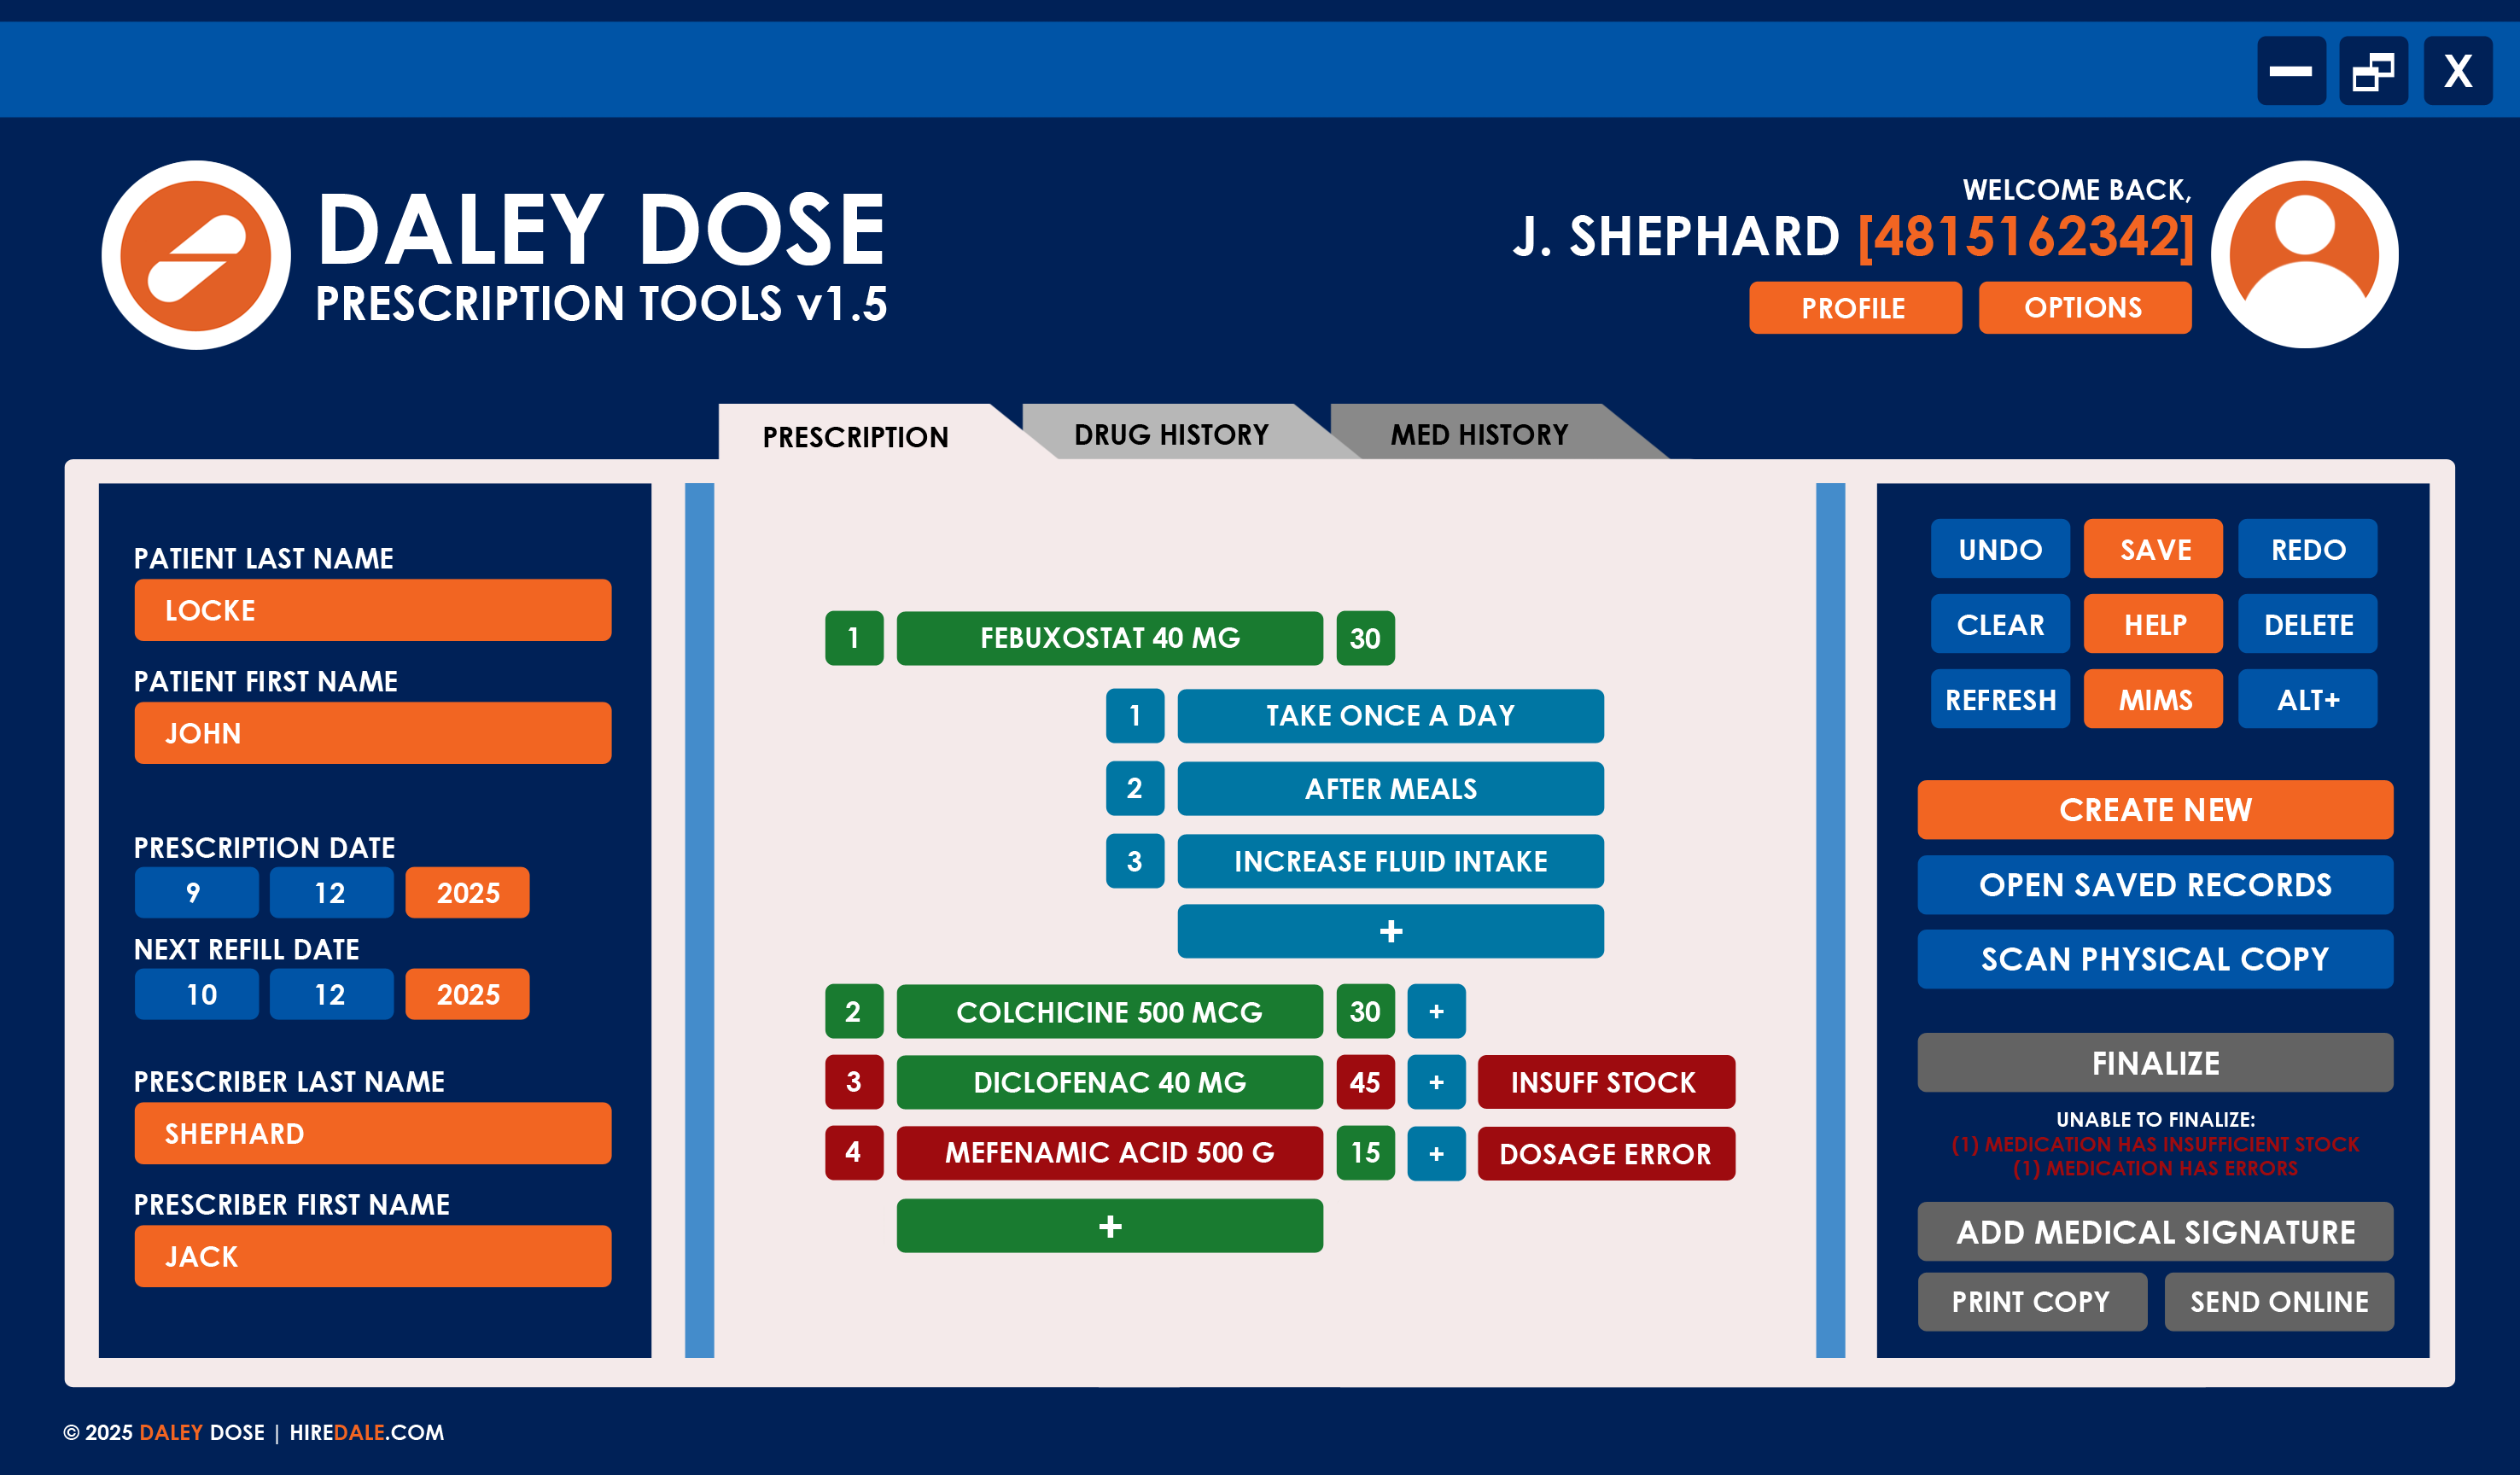 X
DALEY DOSE
PRESCRIPTION TOOLS v1.5
WELCOME BACK,
J. SHEPHARD [4815162342]
PROFILE
OPTIONS
PRESCRIPTION
DRUG HISTORY
MED HISTORY
PATIENT LAST NAME
LOCKE
PATIENT FIRST NAME
JOHN
PRESCRIPTION DATE
9 12 2025
NEXT REFILL DATE
10 12 2025
PRESCRIBER LAST NAME
SHEPHARD
PRESCRIBER FIRST NAME
JACK
1 FEBUXOSTAT 40 MG 30
1 TAKE ONCE A DAY
2 AFTER MEALS
3 INCREASE FLUID INTAKE
+
2 COLCHICINE 500 MCG 30 +
3 DICLOFENAC 40 MG 45 + INSUFF STOCK
4 MEFENAMIC ACID 500 G 15 + DOSAGE ERROR
+
UNDO SAVE REDO
CLEAR HELP DELETE
REFRESH MIMS ALT+
CREATE NEW
OPEN SAVED RECORDS
SCAN PHYSICAL COPY
FINALIZE
UNABLE TO FINALIZE:
(1) MEDICATION HAS INSUFFICIENT STOCK
(1) MEDICATION HAS ERRORS
ADD MEDICAL SIGNATURE
PRINT COPY SEND ONLINE
© 2025 DALEY DOSE | HIREDALE.COM